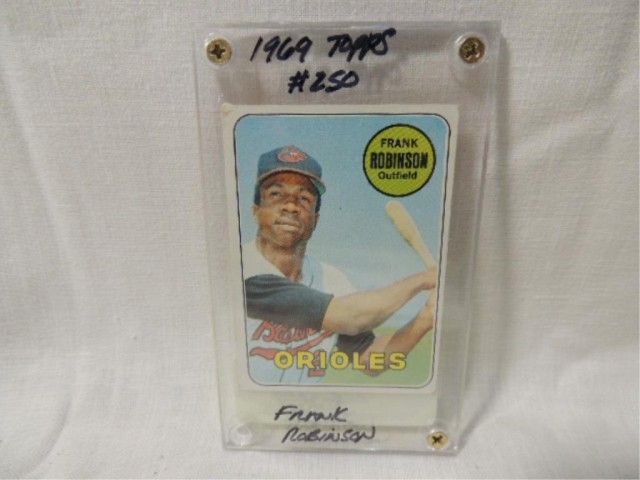 1969 TOPPS
#250
FRANK
ROBINSON
Outfield
ORIOLES
FRANK
ROBINSON